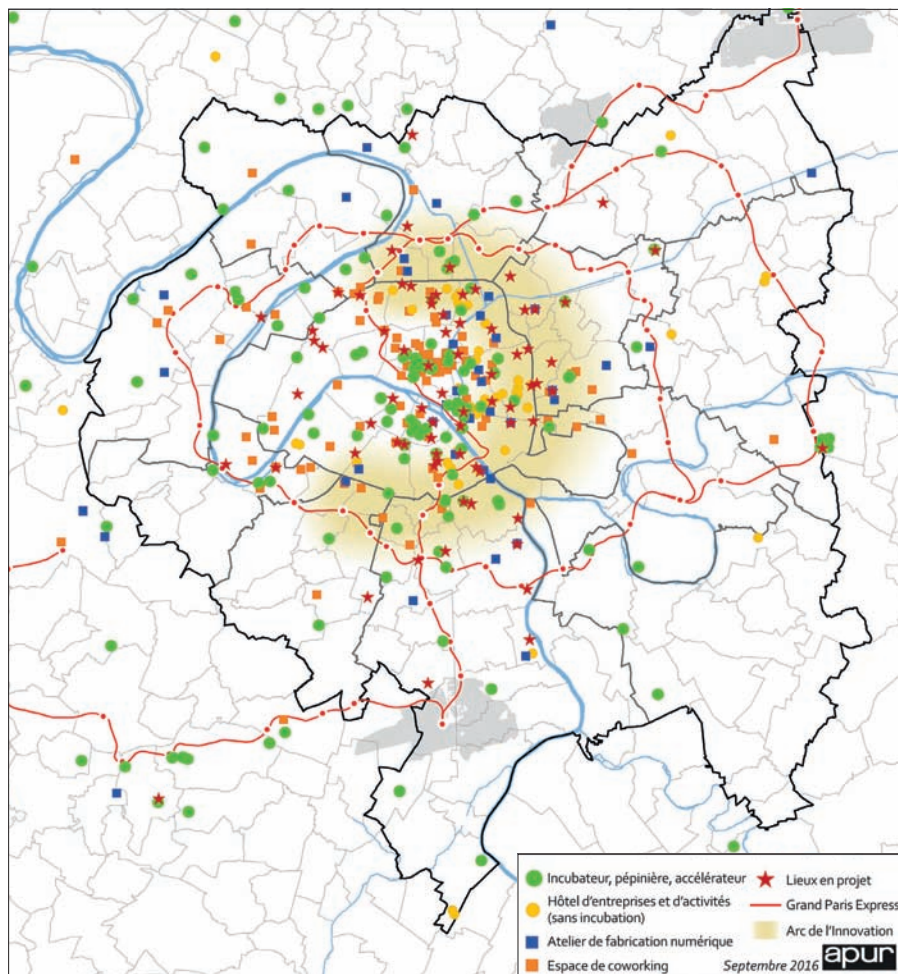 Incubateur, pépinière, accélérateur
Hôtel d'entreprises et d'activités
(sans incubation)
Atelier de fabrication numérique
Espace de coworking
Lieux en projet
Grand Paris Express
Arc de l'Innovation
Septembre 2016
apur